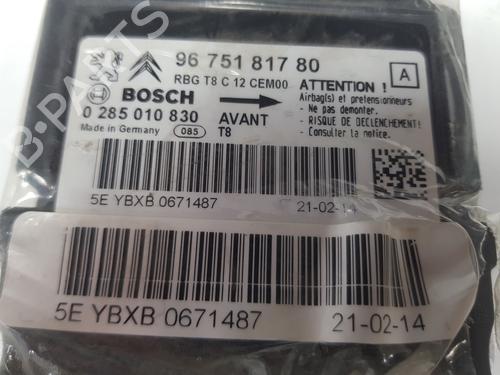 96 751 817 80
RBG T8 C 12 CEM00
A
BOSCH
ATTENTION !
Airbag(s) et pretensionneurs
- Ne pas demonter.
- RISQUE DE DECLENCHEMENT!
- Consulter la notice.
0 285 010 830 AVANT
Made in Germany 085 T8
5E YBXB 0671487 21-02-14
5E YBXB 0671487 21-02-14
B-PARTS